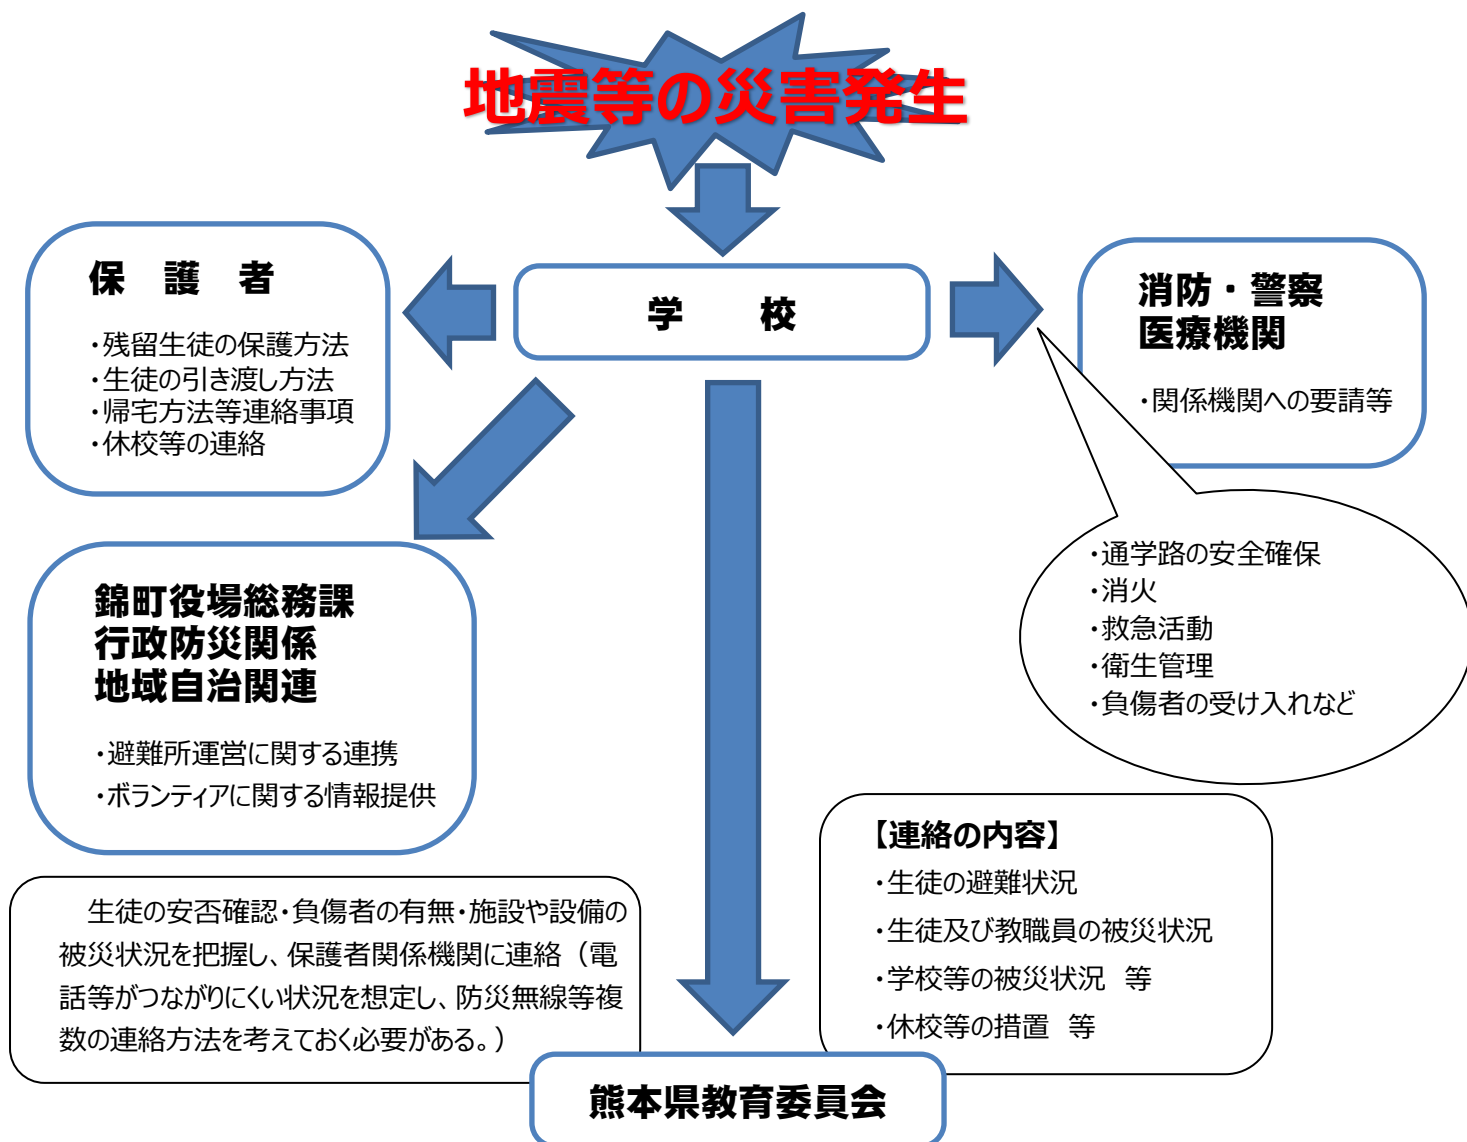 地震等の災害発生
学　校
保　護　者
・残留生徒の保護方法
・生徒の引き渡し方法
・帰宅方法等連絡事項
・休校等の連絡
消防・警察
医療機関
・関係機関への要請等
・通学路の安全確保
・消火
・救急活動
・衛生管理
・負傷者の受け入れなど
錦町役場総務課
行政防災関係
地域自治関連
・避難所運営に関する連携
・ボランティアに関する情報提供
【連絡の内容】
・生徒の避難状況
・生徒及び教職員の被災状況
・学校等の被災状況　等
・休校等の措置　等
　生徒の安否確認・負傷者の有無・施設や設備の
被災状況を把握し、保護者関係機関に連絡（電
話等がつながりにくい状況を想定し、防災無線等複
数の連絡方法を考えておく必要がある。）
熊本県教育委員会